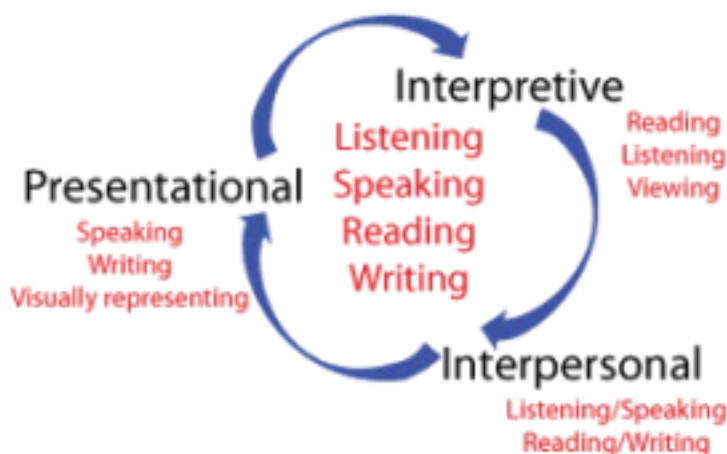 Interpretive
Reading
Listening
Viewing
Listening
Speaking
Reading
Writing
Presentational
Speaking
Writing
Visually representing
Interpersonal
Listening/Speaking
Reading/Writing